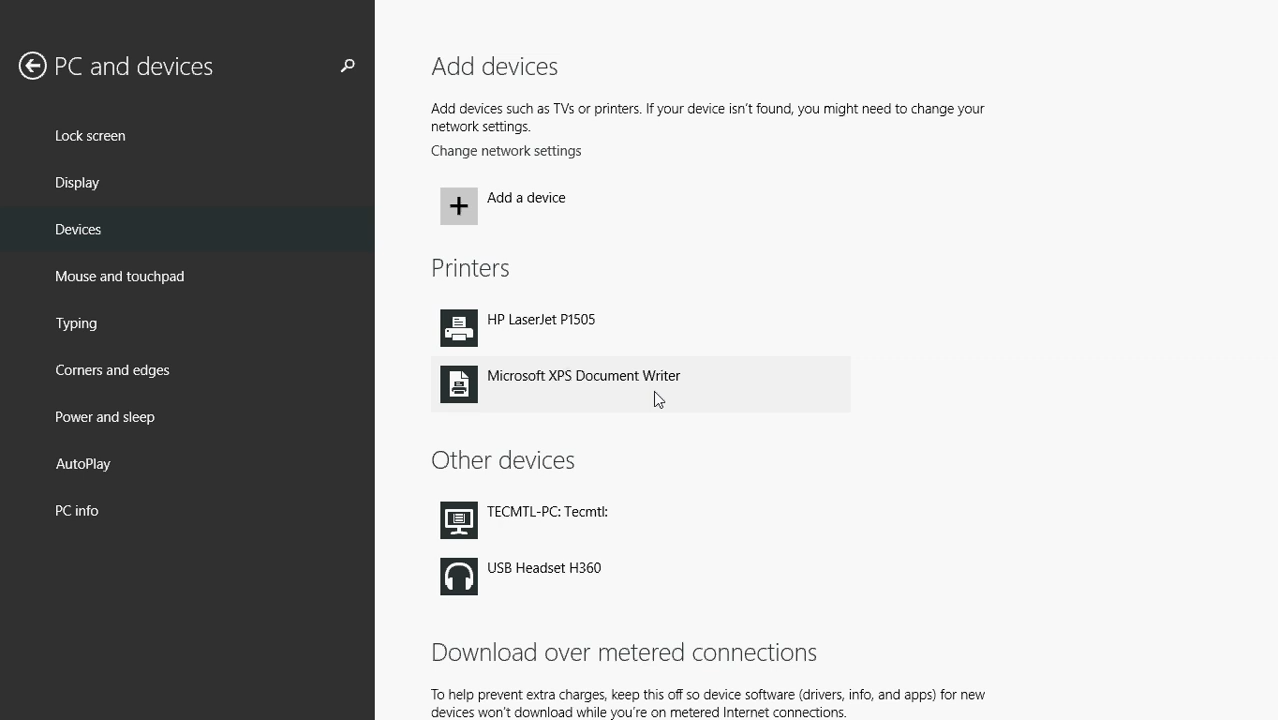 PC and devices
Lock screen
Display
Devices
Mouse and touchpad
Typing
Corners and edges
Power and sleep
AutoPlay
PC info
Add devices
Add devices such as TVs or printers. If your device isn't found, you might need to change your
network settings.
Change network settings
Add a device
Printers
HP LaserJet P1505
Microsoft XPS Document Writer
Other devices
TECMTL-PC: Tecmtl:
USB Headset H360
Download over metered connections
To help prevent extra charges, keep this off so device software (drivers, info, and apps) for new
devices won't download while you're on metered Internet connections.